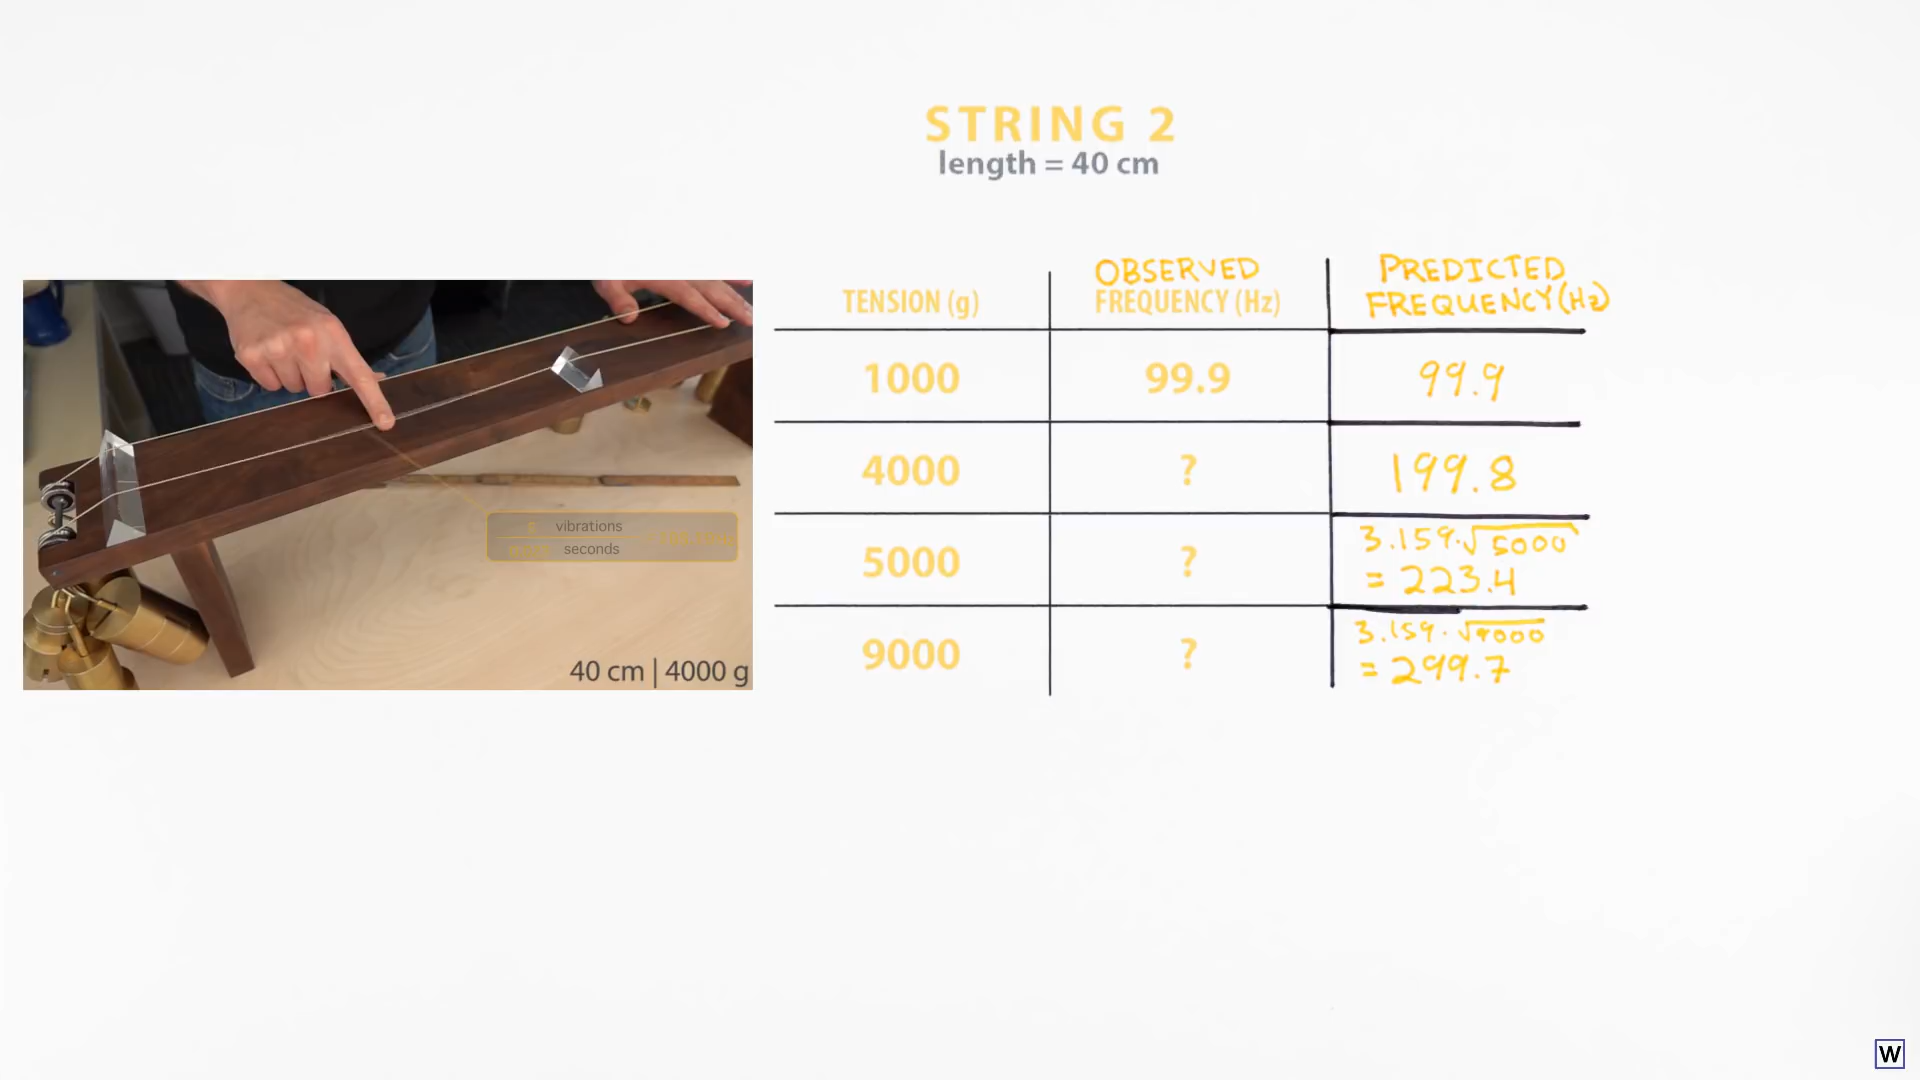 STRING 2
length = 40 cm
TENSION (g)
OBSERVED
FREQUENCY (Hz)
PREDICTED
FREQUENCY (Hz)
1000
99.9
99.9
4000
?
199.8
5000
?
3.159.√5000
= 223.4
9000
?
3.159.√9000
= 299.7
vibrations
seconds
40 cm | 4000 g
W